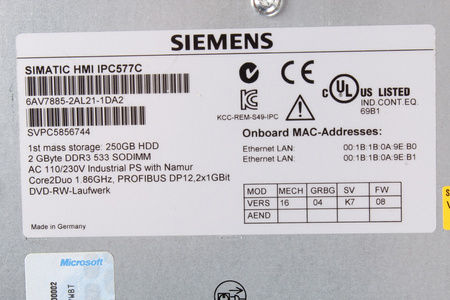 SIEMENS
SIMATIC HMI IPC577C
6AV7885-2AL21-1DA2
SVPC5856744
1st mass storage: 250GB HDD
2 GByte DDR3 533 SODIMM
AC 110/230V Industrial PS with Namur
Core2Duo 1.86GHz, PROFIBUS DP12,2x1GBit
DVD-RW-Laufwerk
Made in Germany
KCC-REM-S49-IPC
C UL US LISTED
IND.CONT.EQ.
69B1
Onboard MAC-Addresses:
Ethernet LAN: 00:1B:1B:0A:9E:B0
Ethernet LAN: 00:1B:1B:0A:9E:B1
MOD MECH GRBG SV FW
VERS 16 04 K7 08
AEND
Microsoft